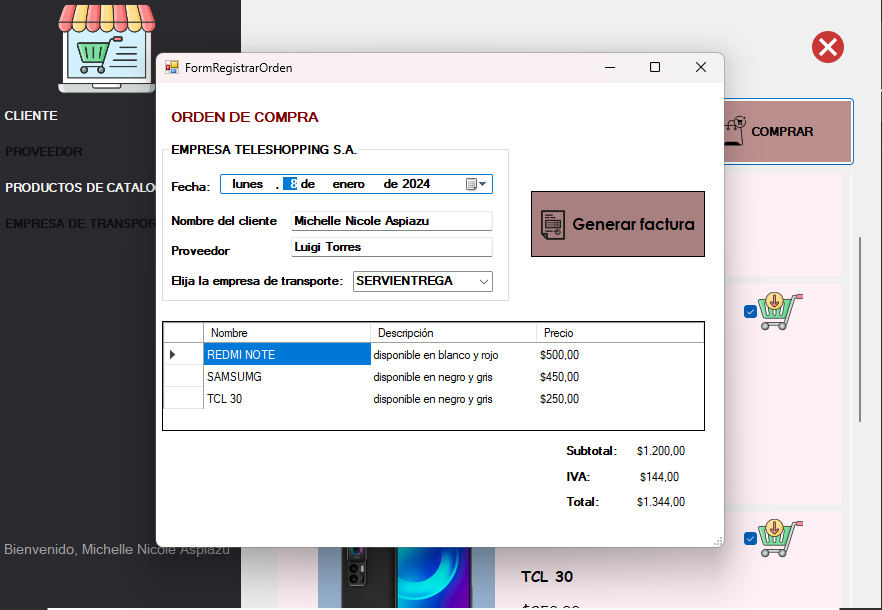 FormRegistrarOrden
CLIENTE
PROVEEDOR
PRODUCTOS DE CATALO
EMPRESA DE TRANSPOR
Bienvenido, Michelle Nicole Aspiazu
ORDEN DE COMPRA
EMPRESA TELESHOPPING S.A.
Fecha: lunes , 8 de enero de 2024
Nombre del cliente Michelle Nicole Aspiazu
Proveedor Luigi Torres
Elija la empresa de transporte: SERVIENTREGA
Generar factura
Nombre Descripción Precio
REDMI NOTE disponible en blanco y rojo $500,00
SAMSUMG disponible en negro y gris $450,00
TCL 30 disponible en negro y gris $250,00
Subtotal: $1.200,00
IVA: $144,00
Total: $1.344,00
COMPRAR
TCL 30